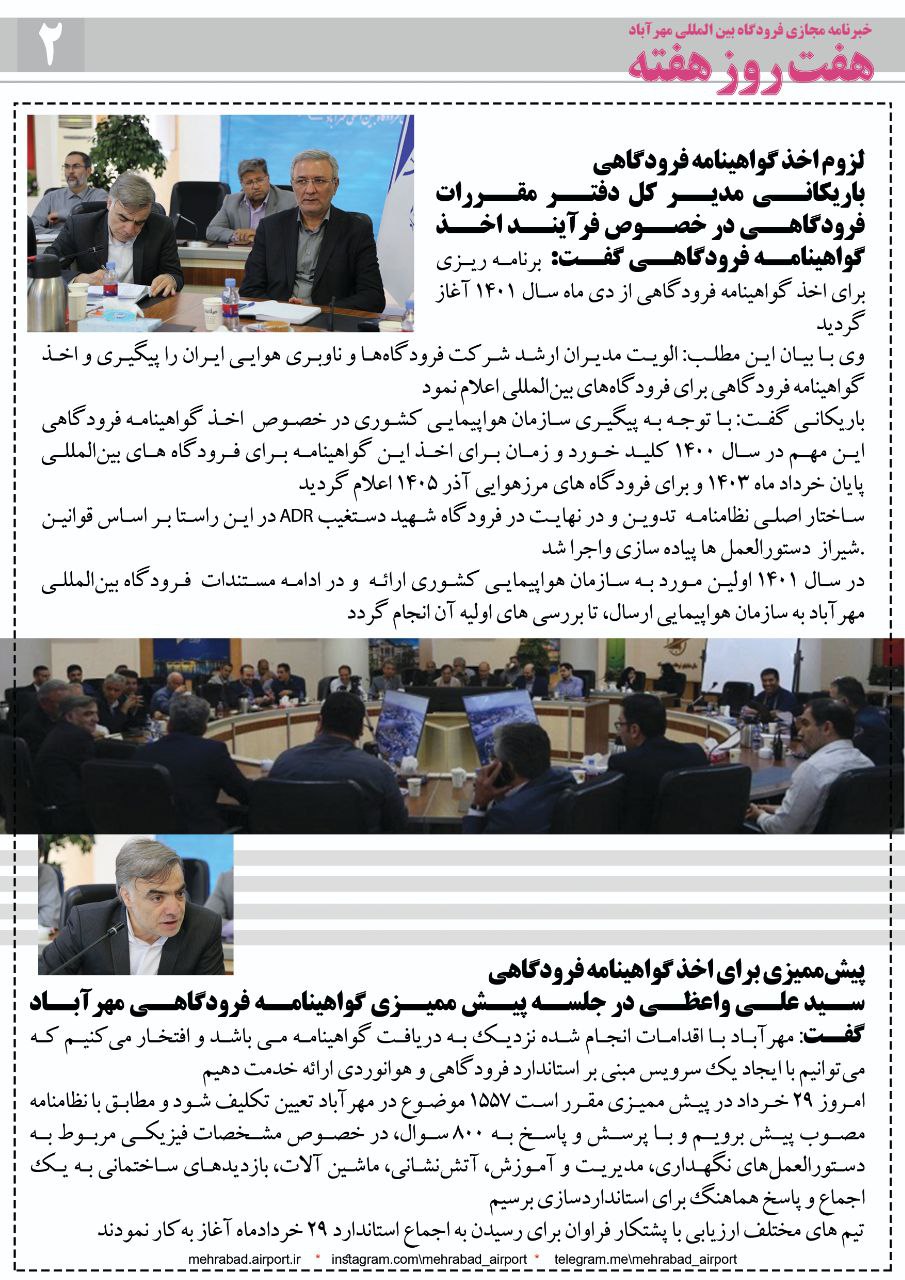 خبرنامه مجازی فرودگاه بین المللی مهرآباد
هفت روز هفته
۲
لزوم اخذ گواهینامه فرودگاهی
باریکانی مدیر کل دفتر مقررات
فرودگاهی در خصوص فرآیند اخذ
گواهینامه فرودگاهی گفت: برنامه ریزی
برای اخذ گواهینامه فرودگاهی از دی ماه سال ۱۴۰۱ آغاز
گردید
وی با بیان این مطلب: الویت مدیران ارشد شرکت فرودگاه‌ها و ناوبری هوایی ایران را پیگیری و اخذ
گواهینامه فرودگاهی برای فرودگاه‌های بین‌المللی اعلام نمود
باریکانی گفت: با توجه به پیگیری سازمان هواپیمایی کشوری در خصوص اخذ گواهینامه فرودگاهی
این مهم در سال ۱۴۰۰ کلید خورد و زمان برای اخذ این گواهینامه برای فرودگاه های بین‌المللی
پایان خرداد ماه ۱۴۰۳ و برای فرودگاه های مرزهوایی آذر ۱۴۰۵ اعلام گردید
ساختار اصلی نظامنامه تدوین و در نهایت در فرودگاه شهید دستغیب ADR در این راستا بر اساس قوانین
.شیراز دستورالعمل ها پیاده سازی واجرا شد
در سال ۱۴۰۱ اولین مورد به سازمان هواپیمایی کشوری ارائه و در ادامه مستندات فرودگاه بین‌المللی
مهرآباد به سازمان هواپیمایی ارسال، تا بررسی های اولیه آن انجام گردد
پیش‌ممیزی برای اخذ گواهینامه فرودگاهی
سید علی واعظی در جلسه پیش ممیزی گواهینامه فرودگاهی مهرآباد
گفت: مهرآباد با اقدامات انجام شده نزدیک به دریافت گواهینامه می باشد و افتخار می‌کنیم که
می‌توانیم با ایجاد یک سرویس مبنی بر استاندارد فرودگاهی و هوانوردی ارائه خدمت دهیم
امروز ۲۹ خرداد در پیش ممیزی مقرر است ۱۵۵۷ موضوع در مهرآباد تعیین تکلیف شود و مطابق با نظامنامه
مصوب پیش برویم و با پرسش و پاسخ به ۸۰۰ سوال، در خصوص مشخصات فیزیکی مربوط به
دستورالعمل‌های نگهداری، مدیریت و آموزش، آتش‌نشانی، ماشین آلات، بازدیدهای ساختمانی به یک
اجماع و پاسخ هماهنگ برای استانداردسازی برسیم
تیم های مختلف ارزیابی با پشتکار فراوان برای رسیدن به اجماع استاندارد ۲۹ خردادماه آغاز به کار نمودند
mehrabad.airport.ir * instagram.com/mehrabad_airport * telegram.me\mehrabad_airport